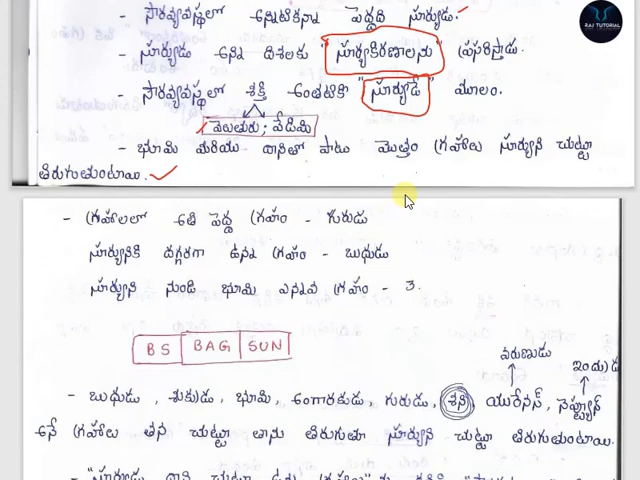 - సౌరవ్యవస్థలో అన్నిటికన్నా పెద్దది సూర్యుడు.
- సూర్యుడు అన్ని దిశలకు "సూర్యకిరణాలను" ప్రసరిస్తాడు.
- సౌరవ్యవస్థలో శక్తి అంతటికి "సూర్యుడే" మూలం.
వెలుతురు; వేడిమి
- భూమి మరియు దానితో పాటు మొత్తం గ్రహాలు సూర్యుని చుట్టూ
తిరుగుతుంటాయి.
- గ్రహాలలో అతి పెద్ద గ్రహం - గురుడు
సూర్యునికి దగ్గరగా ఉన్న గ్రహం - బుధుడు
సూర్యుని నుండి భూమి ఎన్నవ గ్రహం - 3.
BS BAG SUN
వరుణుడు
ఇంద్రుడు
- బుధుడు, శుక్రుడు, భూమి, అంగారకుడు, గురుడు, శని యురేనస్, నెప్ట్యూన్
అనే గ్రహాలు తన చుట్టూ తాను తిరుగుతూ సూర్యుని చుట్టూ తిరుగుతుంటాయి.
RAJ TUTORIAL